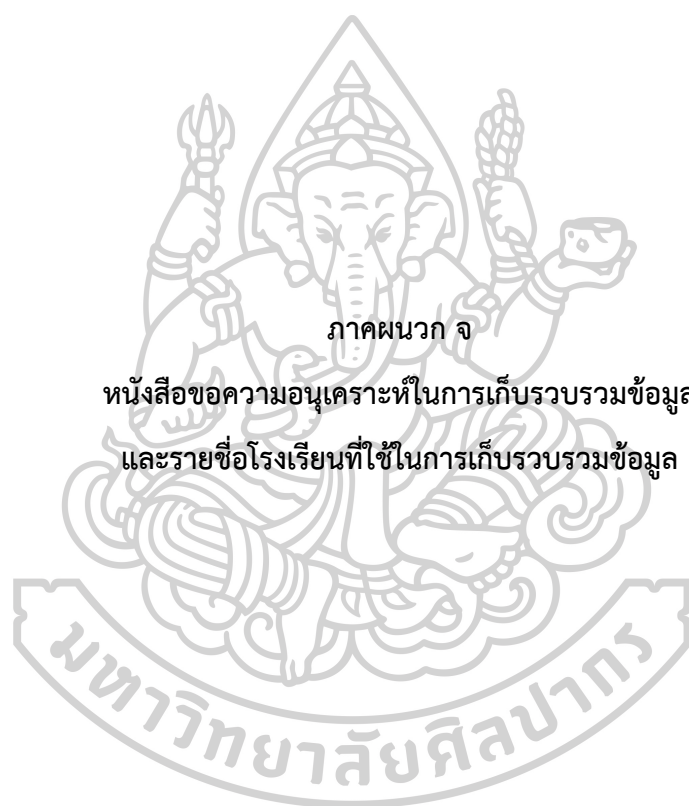 ภาคผนวก จ
หนังสือขอความอนุเคราะห์ในการเก็บรวบรวมข้อมูล
และรายชื่อโรงเรียนที่ใช้ในการเก็บรวบรวมข้อมูล
มหาวิทยาลัยศิลปากร